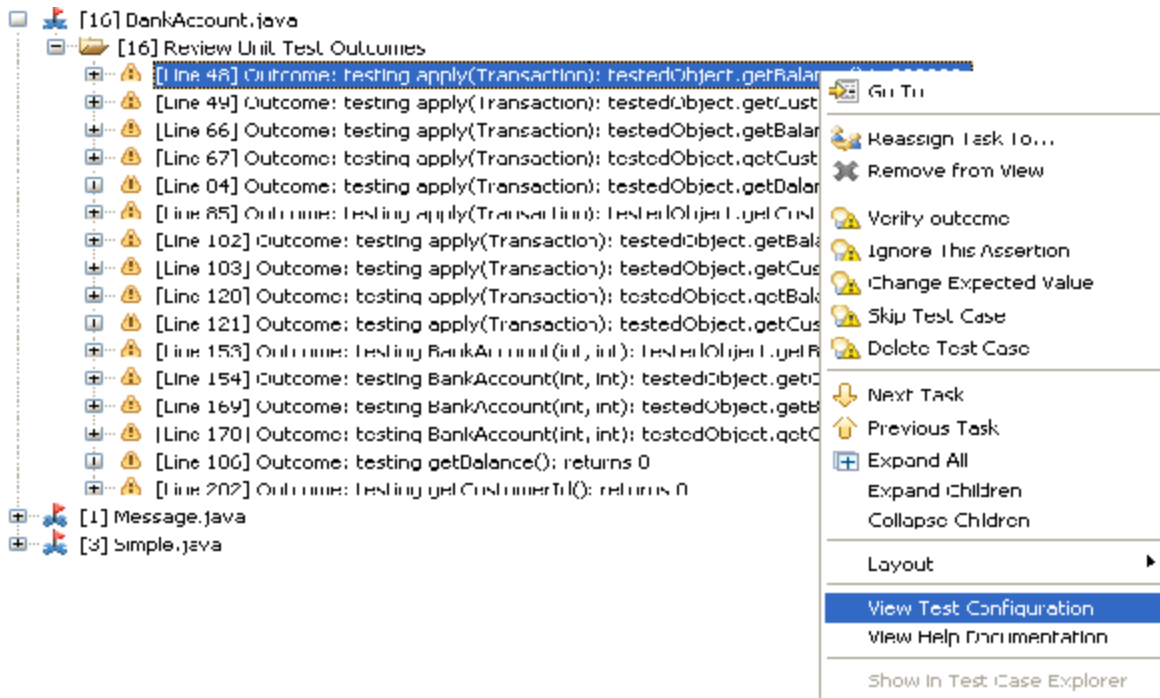 [16] BankAccount.java
[16] Review Unit Test Outcomes
[Line 48] Outcome: testing apply(Transaction): testedObject.getBalan
[Line 49] Outcome: testing apply(Transaction): testedObject.getCust
[Line 66] Outcome: testing apply(Transaction): testedObject.getBalan
[Line 67] Outcome: testing apply(Transaction): testedObject.getCust
[Line 84] Outcome: testing apply(Transaction): testedObject.getBalan
[Line 85] Outcome: testing apply(Transaction): testedObject.getCust
[Line 102] Outcome: testing apply(Transaction): testedObject.getBala
[Line 103] Outcome: testing apply(Transaction): testedObject.getCus
[Line 120] Outcome: testing apply(Transaction): testedObject.getBala
[Line 121] Outcome: testing apply(Transaction): testedObject.getCus
[Line 153] Outcome: testing BankAccount(int, int): testedObject.getB
[Line 154] Outcome: testing BankAccount(int, int): testedObject.getC
[Line 169] Outcome: testing BankAccount(int, int): testedObject.getB
[Line 170] Outcome: testing BankAccount(int, int): testedObject.getC
[Line 186] Outcome: testing getBalance(): returns 0
[Line 202] Outcome: testing getCustomerId(): returns 0
[1] Message.java
[3] Simple.java
Go To
Reassign Task To...
Remove from View
Verify outcome
Ignore This Assertion
Change Expected Value
Skip Test Case
Delete Test Case
Next Task
Previous Task
Expand All
Expand Children
Collapse Children
Layout
View Test Configuration
View Help Documentation
Show in Test Case Explorer